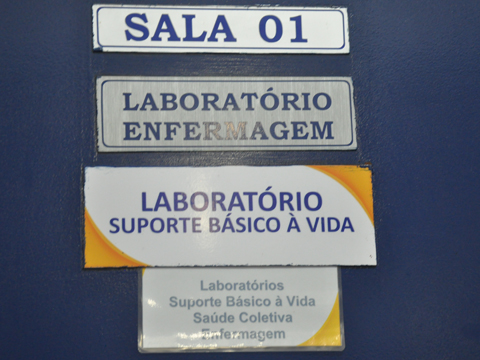 SALA 01
LABORATÓRIO
ENFERMAGEM
LABORATÓRIO
SUPORTE BÁSICO À VIDA
Laboratórios
Suporte Básico à Vida
Saúde Coletiva
Enfermagem